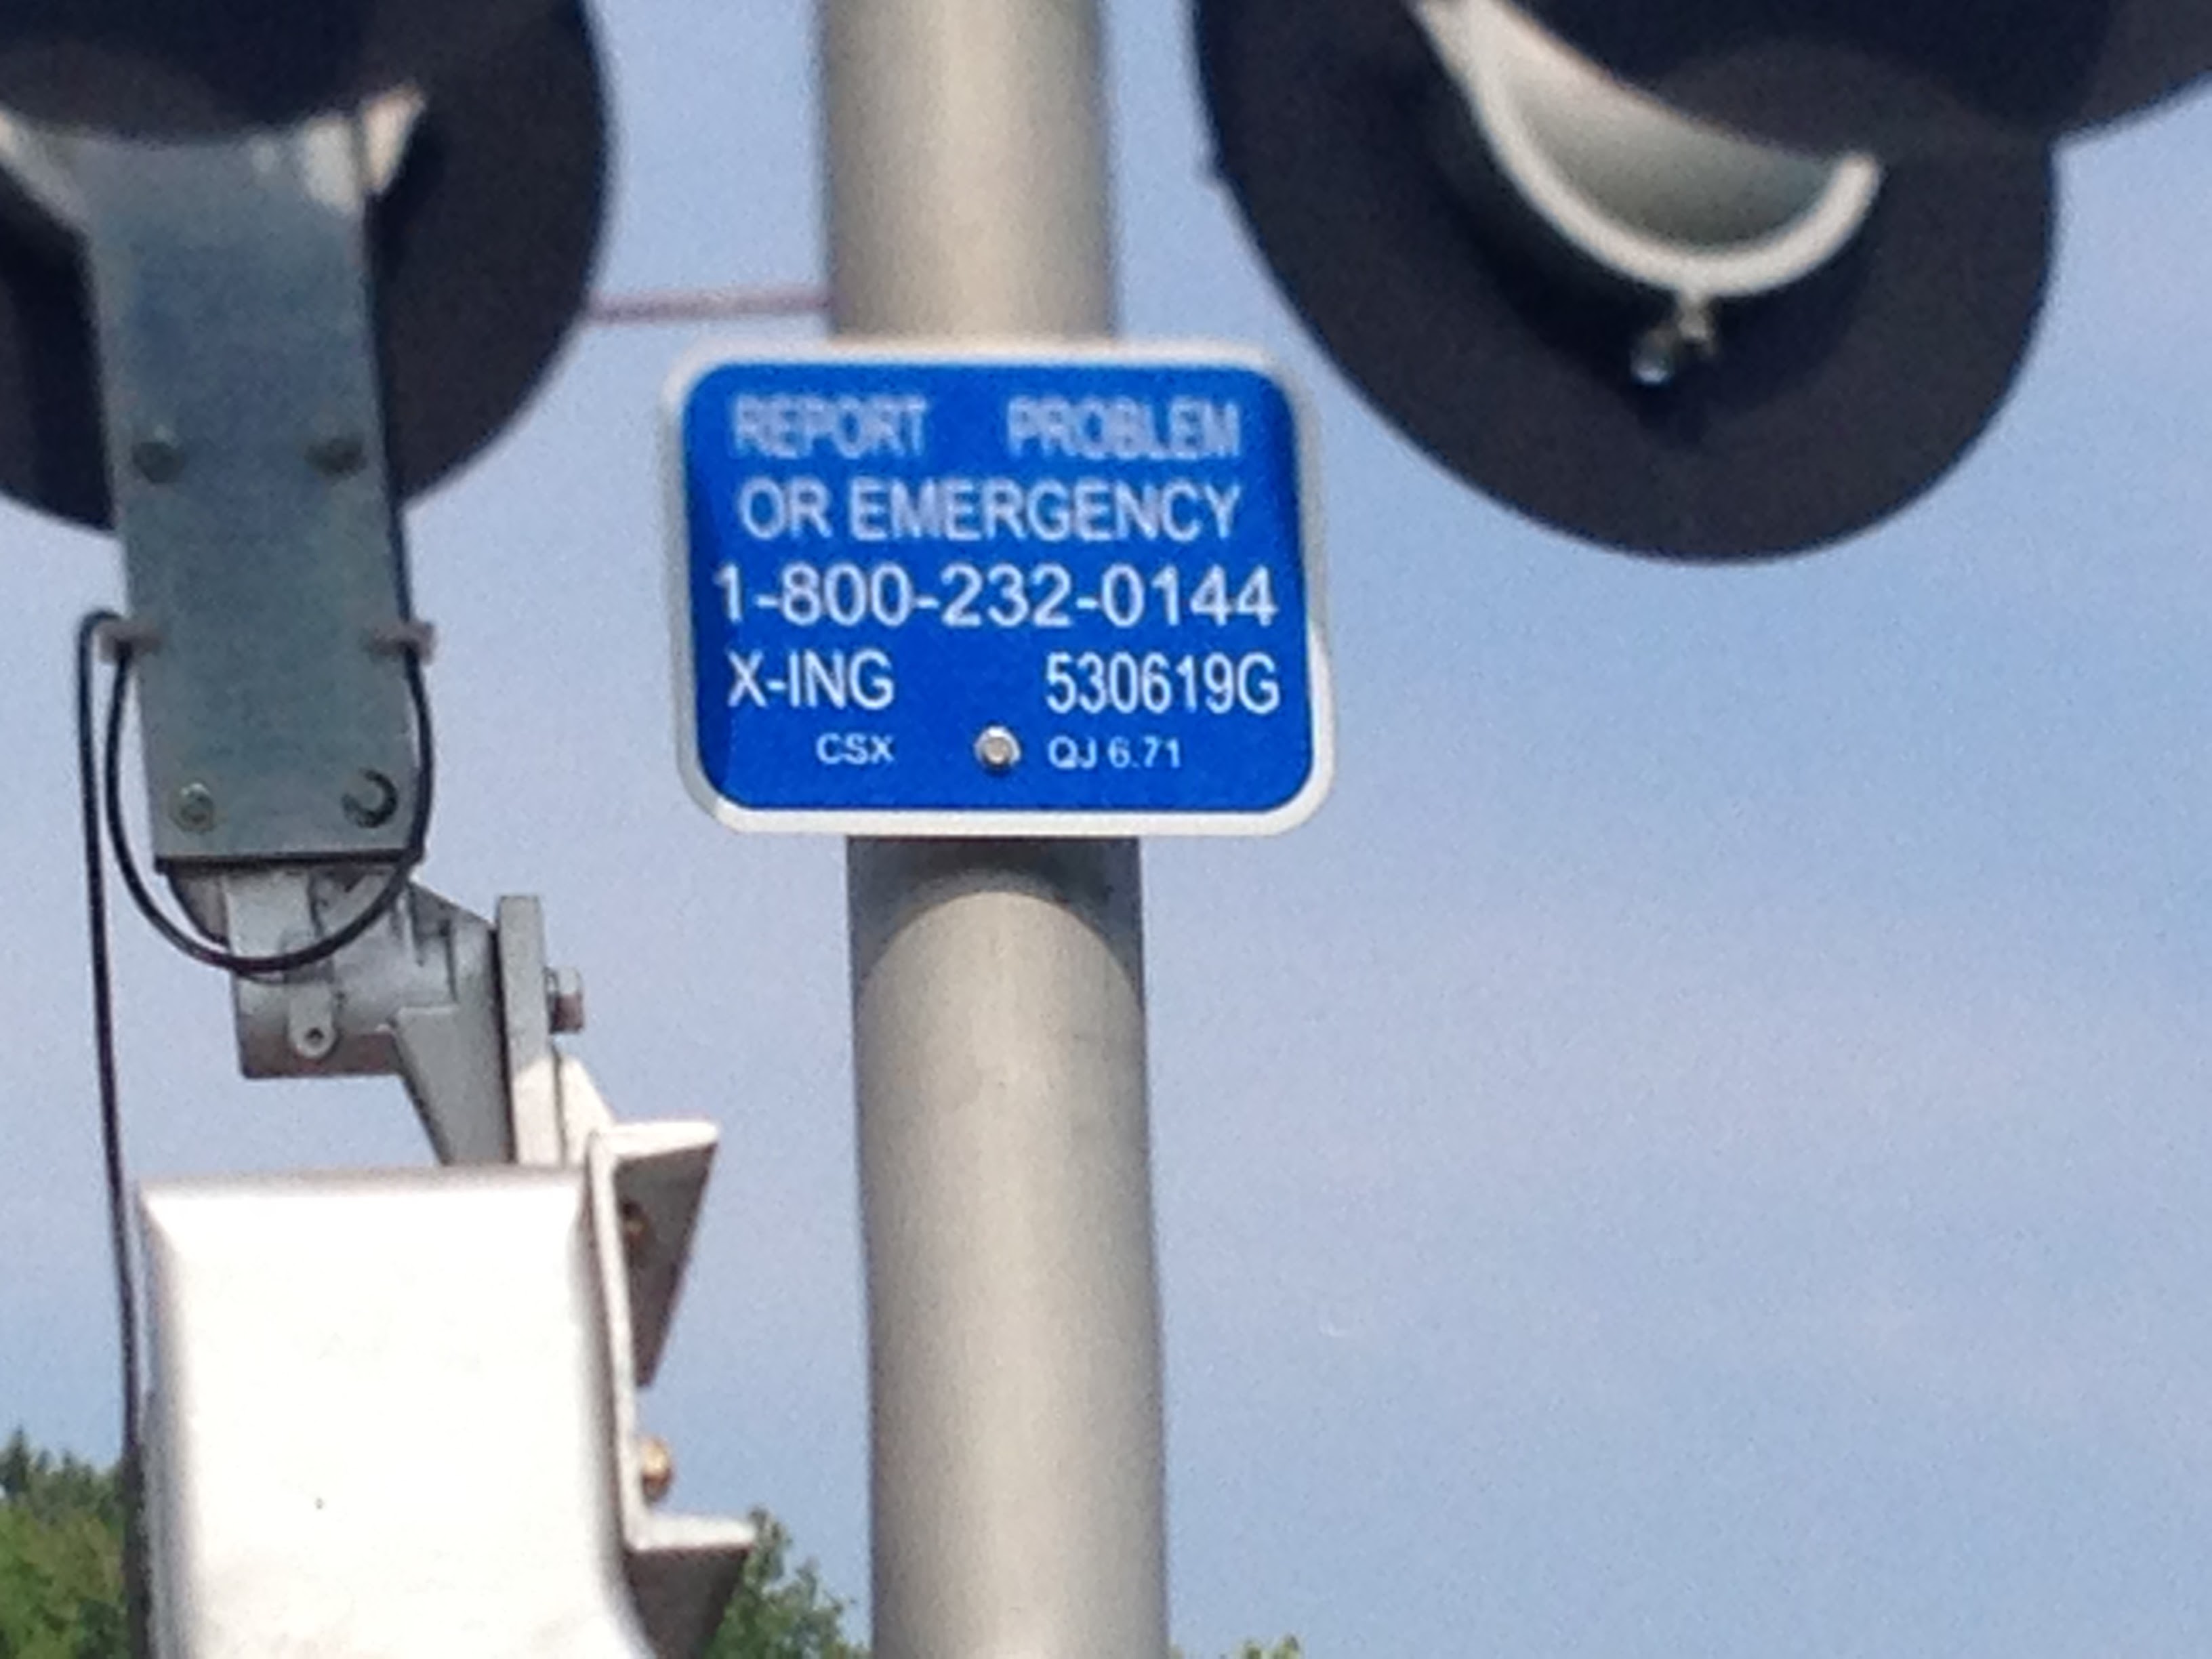 REPORT PROBLEM
OR EMERGENCY
1-800-232-0144
X-ING 530619G
CSX QJ 6.71